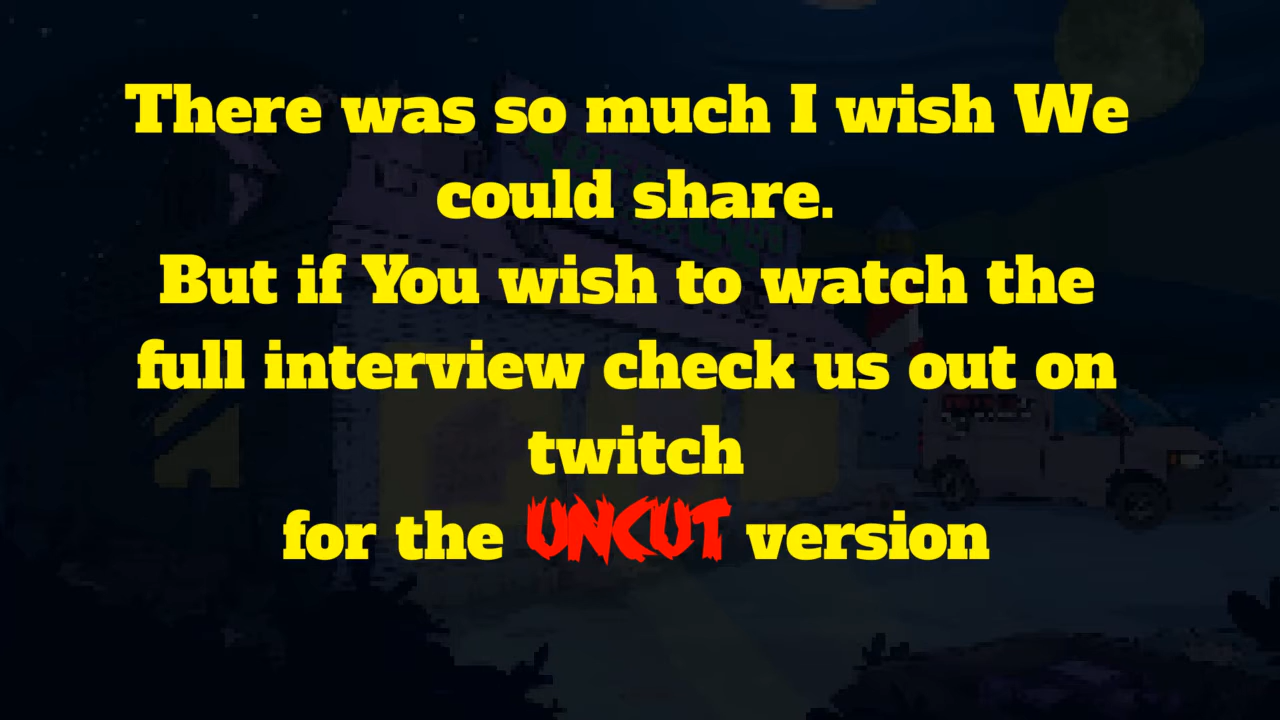 There was so much I wish We
could share.
But if You wish to watch the
full interview check us out on
twitch
for the UNCUT version